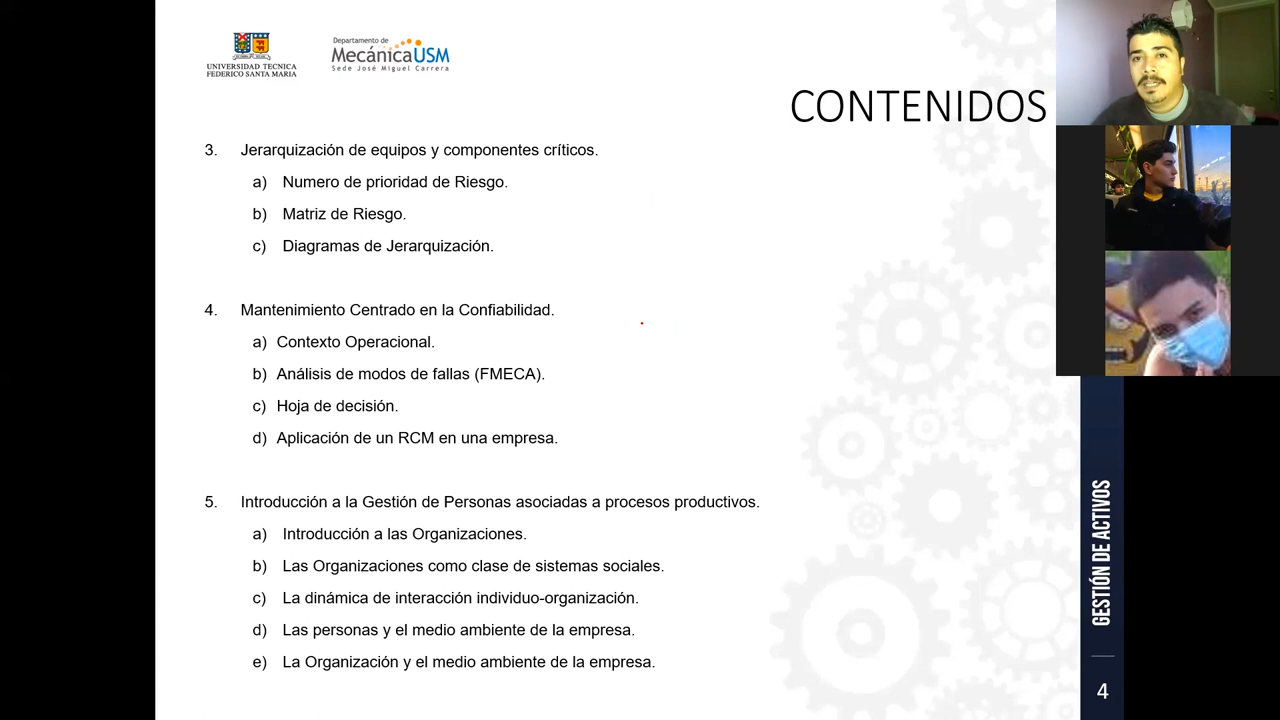 UNIVERSIDAD TECNICA
FEDERICO SANTA MARIA
Departamento de
MecánicaUSM
Sede José Miguel Carrera
CONTENIDOS
3. Jerarquización de equipos y componentes críticos.
a) Numero de prioridad de Riesgo.
b) Matriz de Riesgo.
c) Diagramas de Jerarquización.
4. Mantenimiento Centrado en la Confiabilidad.
a) Contexto Operacional.
b) Análisis de modos de fallas (FMECA).
c) Hoja de decisión.
d) Aplicación de un RCM en una empresa.
5. Introducción a la Gestión de Personas asociadas a procesos productivos.
a) Introducción a las Organizaciones.
b) Las Organizaciones como clase de sistemas sociales.
c) La dinámica de interacción individuo-organización.
d) Las personas y el medio ambiente de la empresa.
e) La Organización y el medio ambiente de la empresa.
GESTIÓN DE ACTIVOS
4